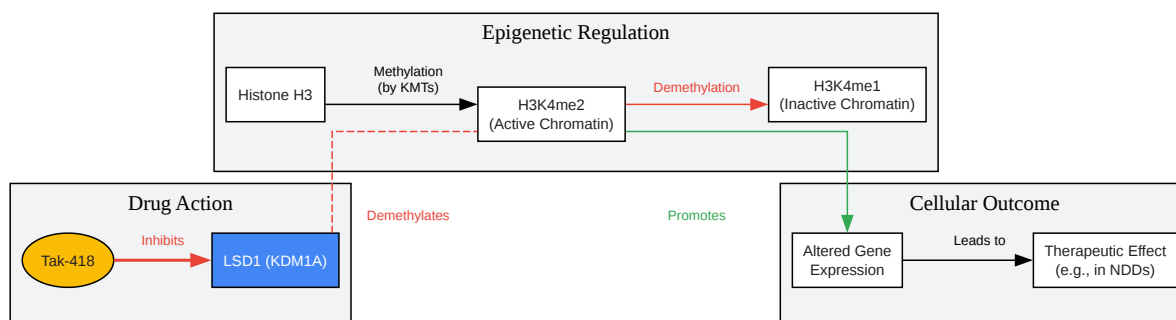 Epigenetic Regulation
Histone H3
Methylation
(by KMTs)
H3K4me2
(Active Chromatin)
Demethylation
H3K4me1
(Inactive Chromatin)
Drug Action
Tak-418
Inhibits
LSD1 (KDM1A)
Demethylates
Promotes
Cellular Outcome
Altered Gene
Expression
Leads to
Therapeutic Effect
(e.g., in NDDs)